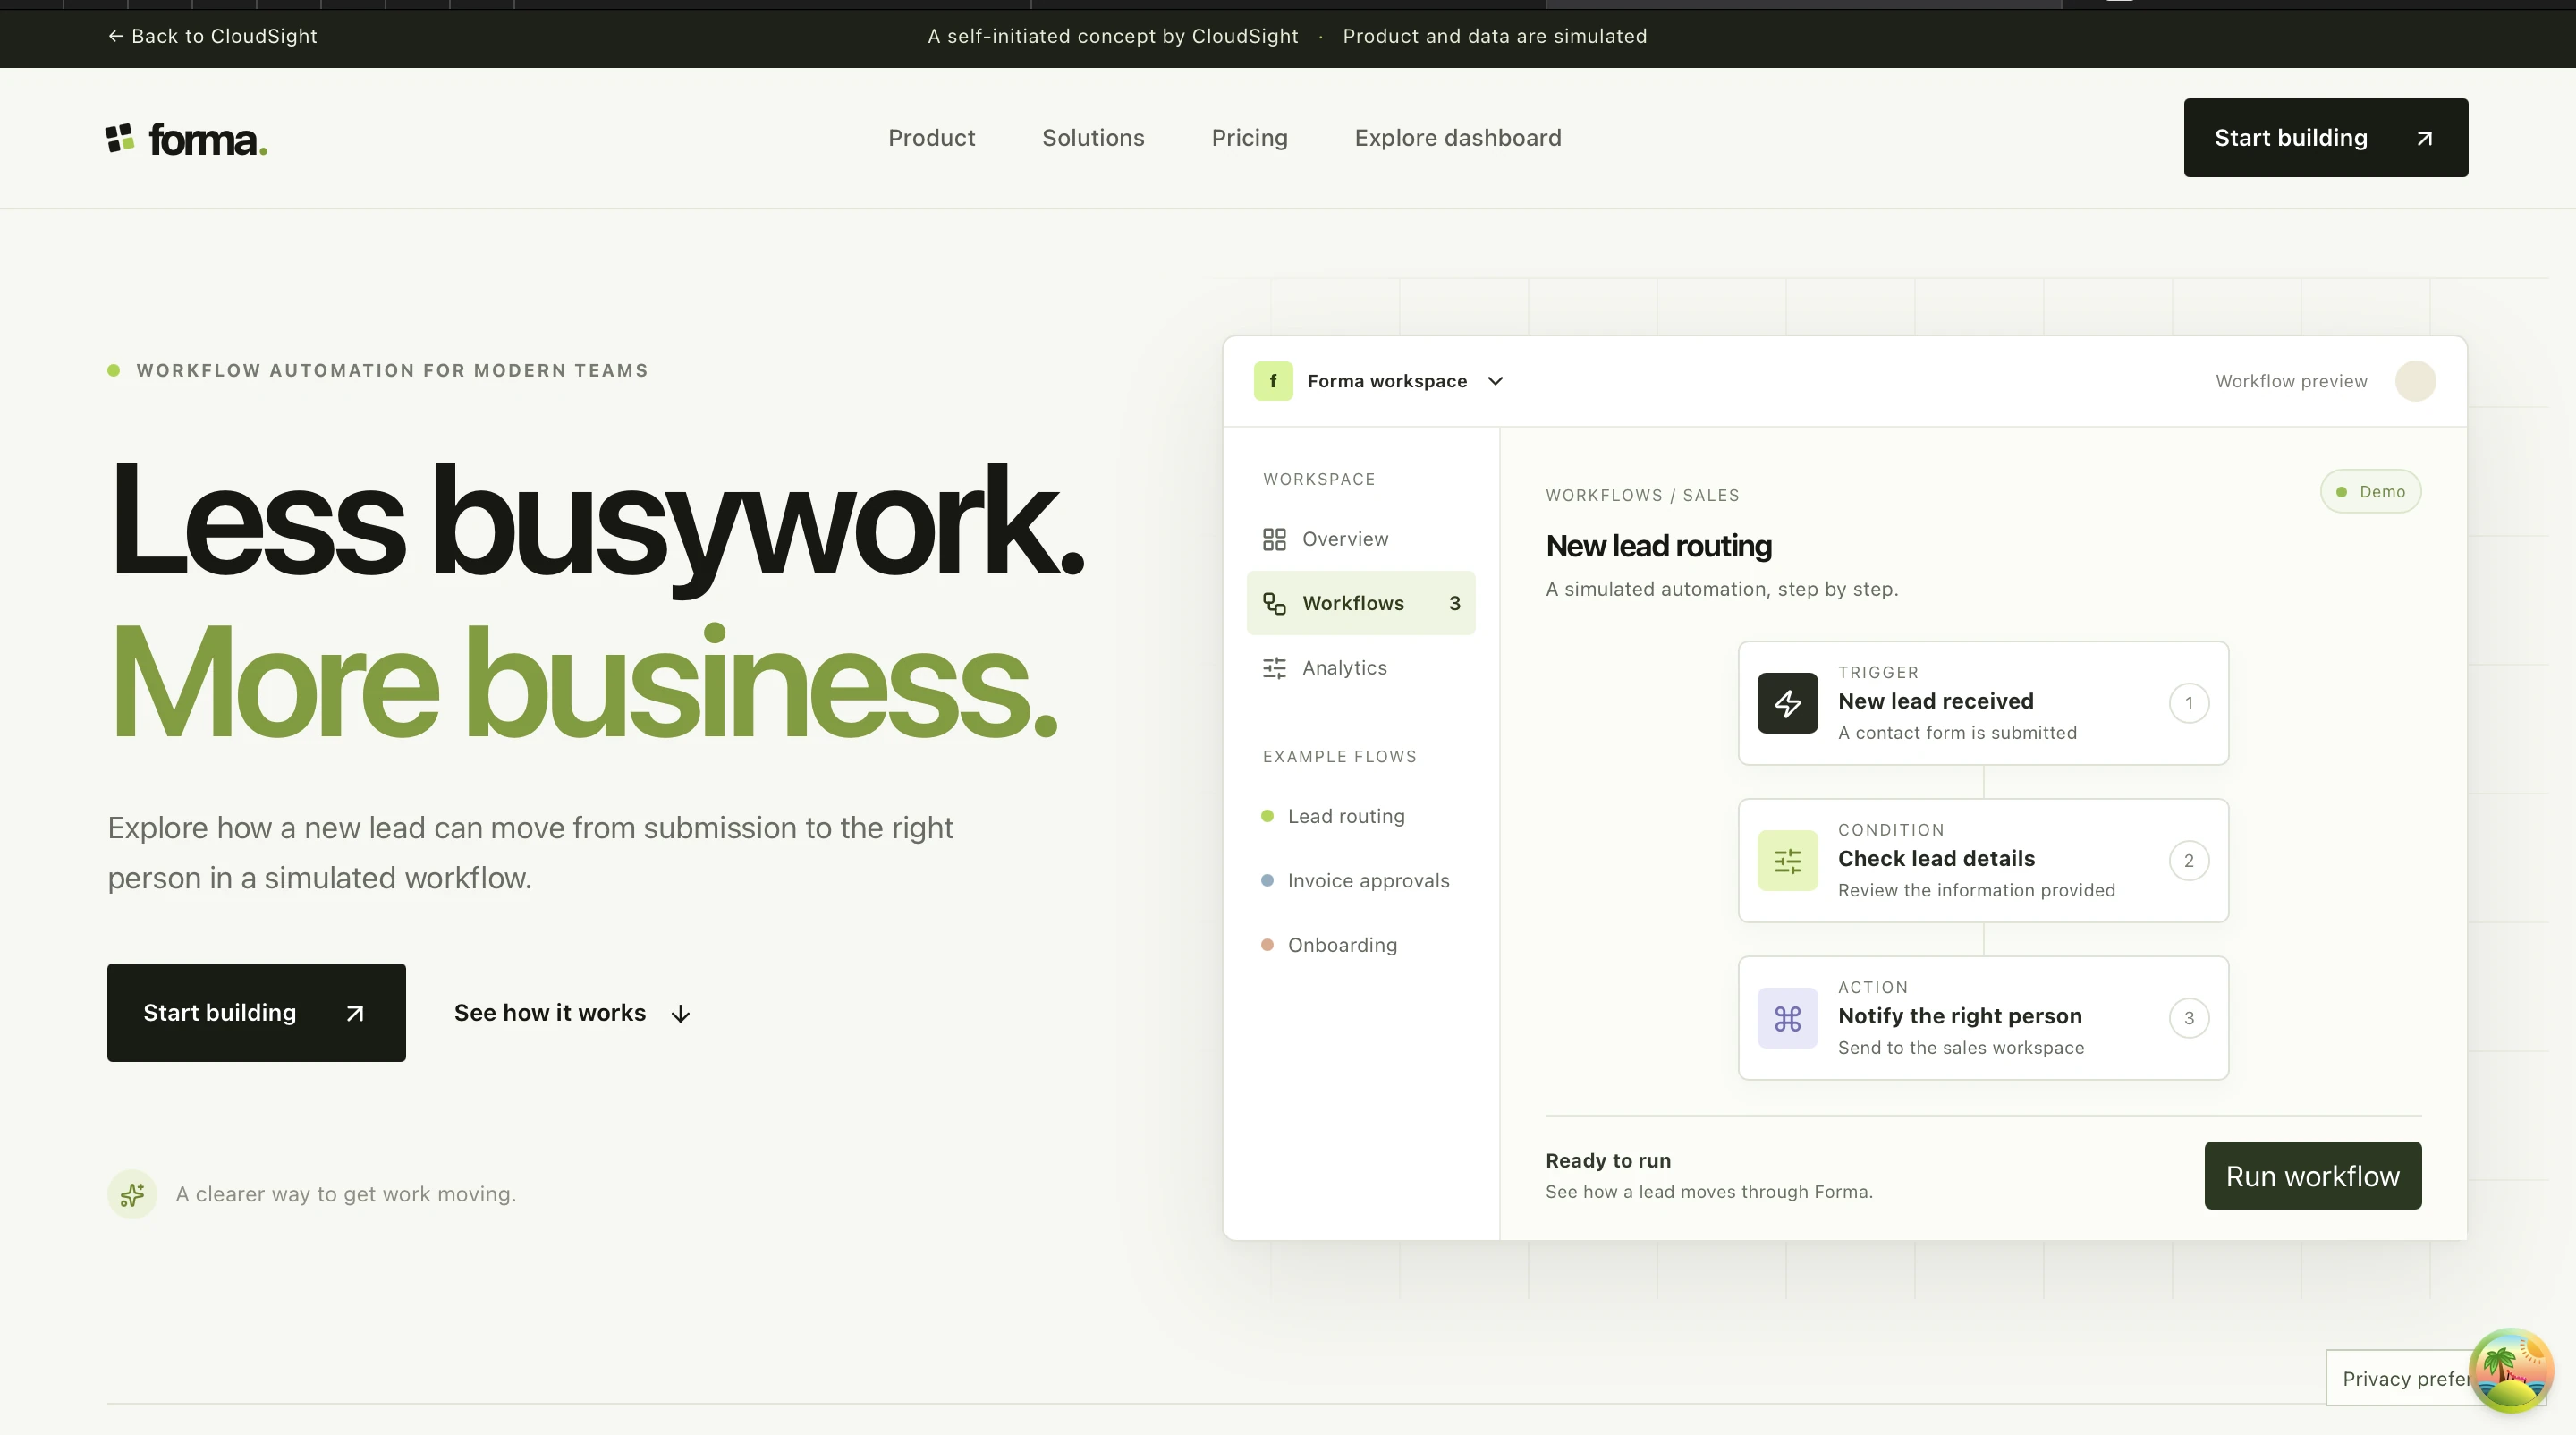 ← Back to CloudSight
A self-initiated concept by CloudSight · Product and data are simulated
forma.
Product
Solutions
Pricing
Explore dashboard
Start building
WORKFLOW AUTOMATION FOR MODERN TEAMS
Less busywork.
More business.
Explore how a new lead can move from submission to the right
person in a simulated workflow.
Start building
See how it works
A clearer way to get work moving.
f
Forma workspace
Workflow preview
WORKSPACE
Overview
Workflows 3
Analytics
EXAMPLE FLOWS
Lead routing
Invoice approvals
Onboarding
WORKFLOWS / SALES
Demo
New lead routing
A simulated automation, step by step.
TRIGGER
New lead received
A contact form is submitted
1
CONDITION
Check lead details
Review the information provided
2
ACTION
Notify the right person
Send to the sales workspace
3
Ready to run
See how a lead moves through Forma.
Run workflow
Privacy